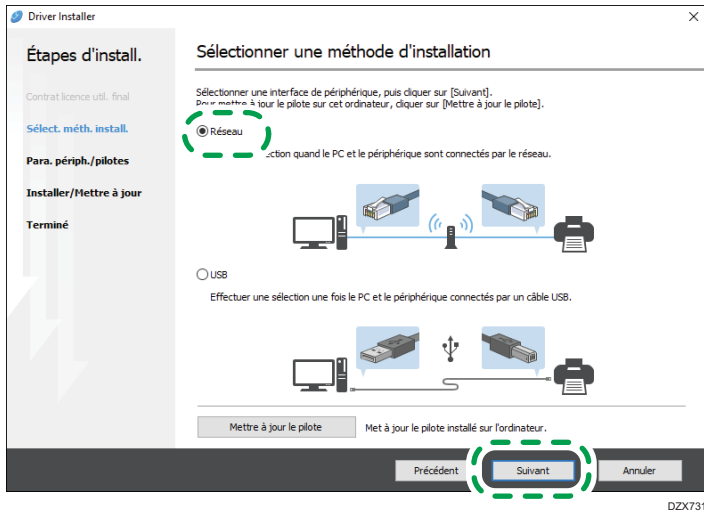 Driver Installer
Étapes d'install.
Contrat licence util. final
Sélect. méth. install.
Para. périph./pilotes
Installer/Mettre à jour
Terminé
Sélectionner une méthode d'installation
Sélectionner une interface de périphérique, puis cliquer sur [Suivant].
Pour mettre à jour le pilote sur cet ordinateur, cliquer sur [Mettre à jour le pilote].
Réseau
ction quand le PC et le périphérique sont connectés par le réseau.
USB
Effectuer une sélection une fois le PC et le périphérique connectés par un câble USB.
Mettre à jour le pilote Met à jour le pilote installé sur l'ordinateur.
Précédent Suivant Annuler
DZX731